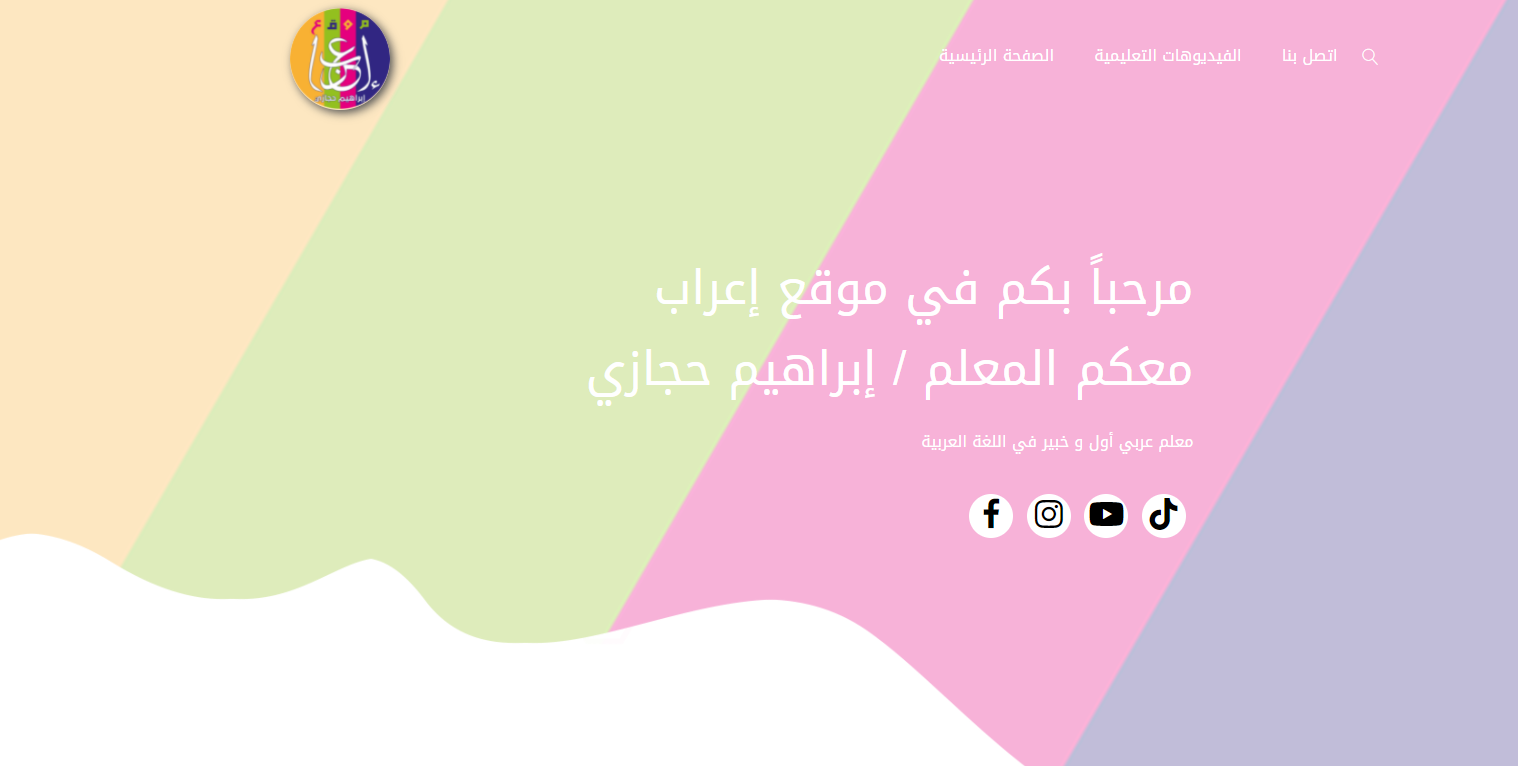 موقع
إعراب
إبراهيم حجازي
الصفحة الرئيسية
الفيديوهات التعليمية
اتصل بنا
مرحباً بكم في موقع إعراب
معكم المعلم / إبراهيم حجازي
معلم عربي أول و خبير في اللغة العربية